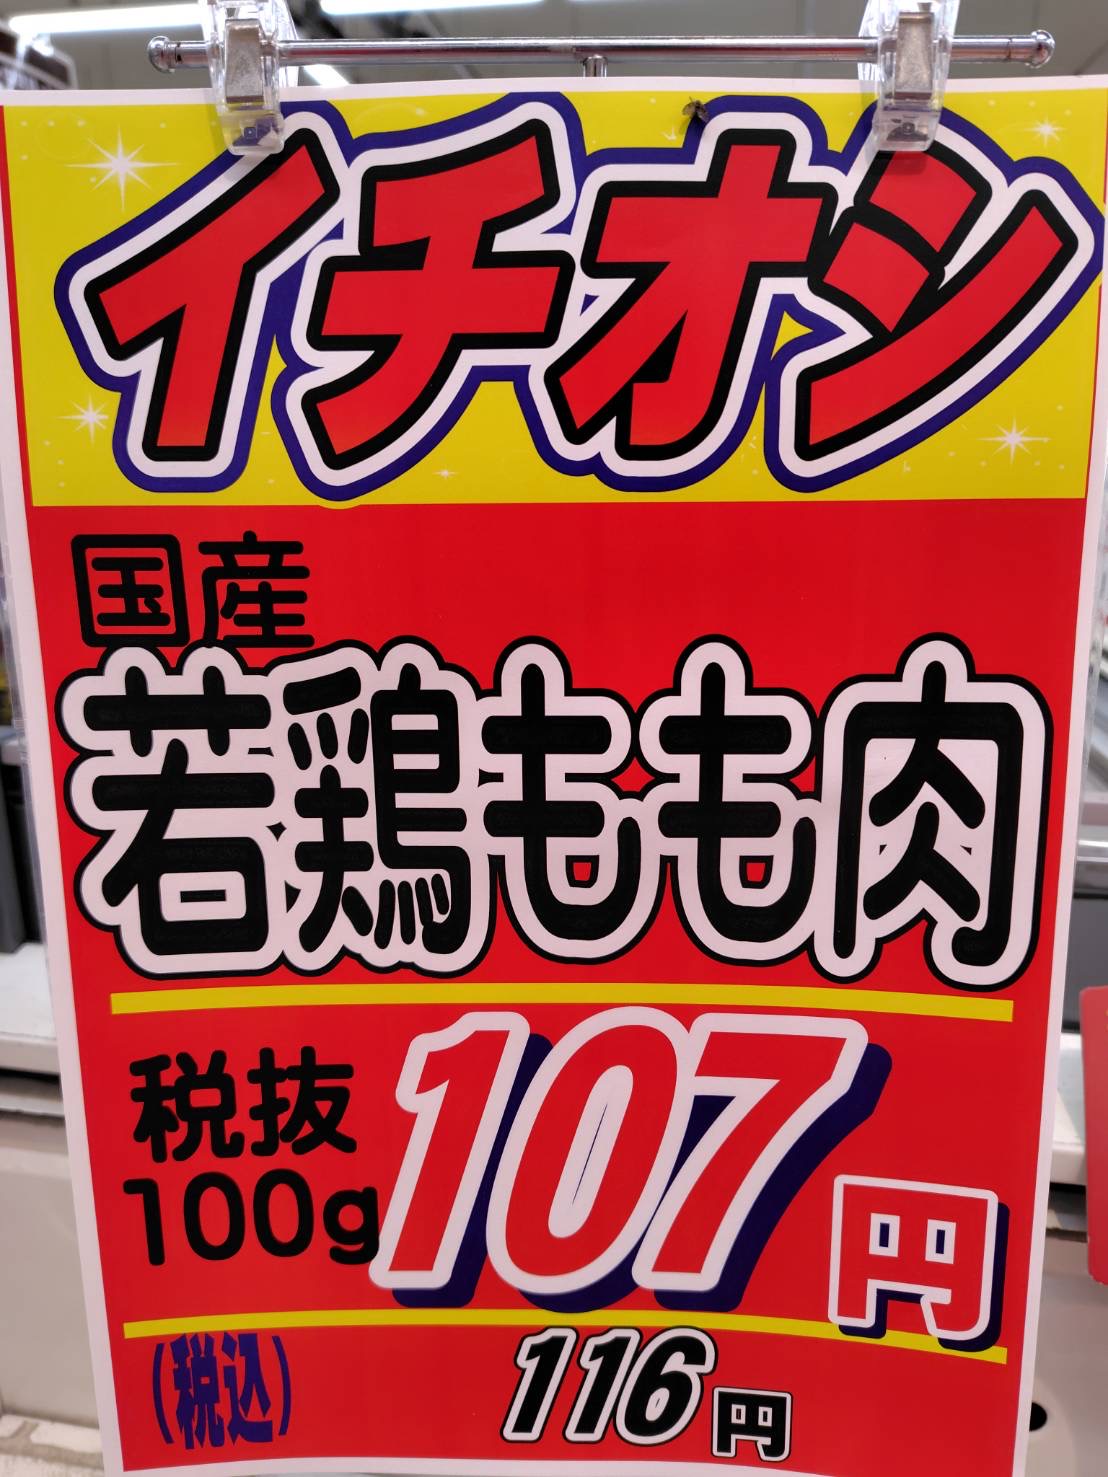 イチオシ
国産
若鶏もも肉
税抜
100g 107円
(税込) 116円